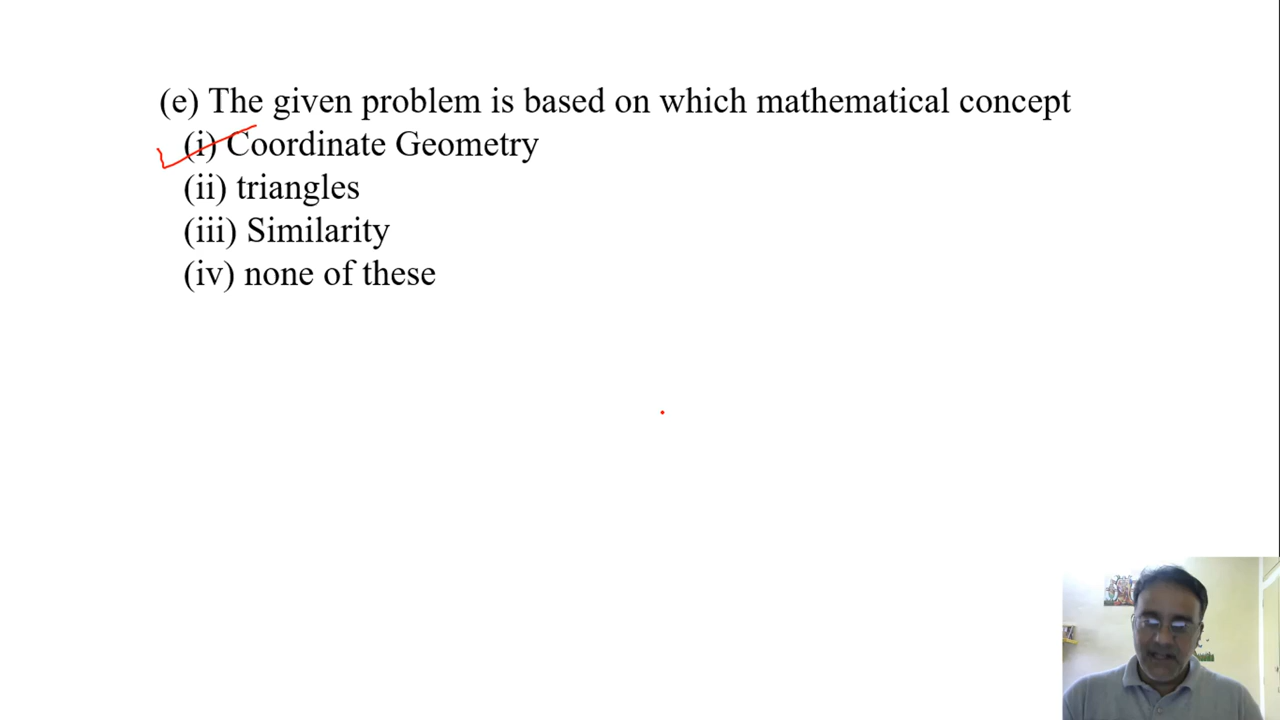 (e) The given problem is based on which mathematical concept
(i) Coordinate Geometry
(ii) triangles
(iii) Similarity
(iv) none of these